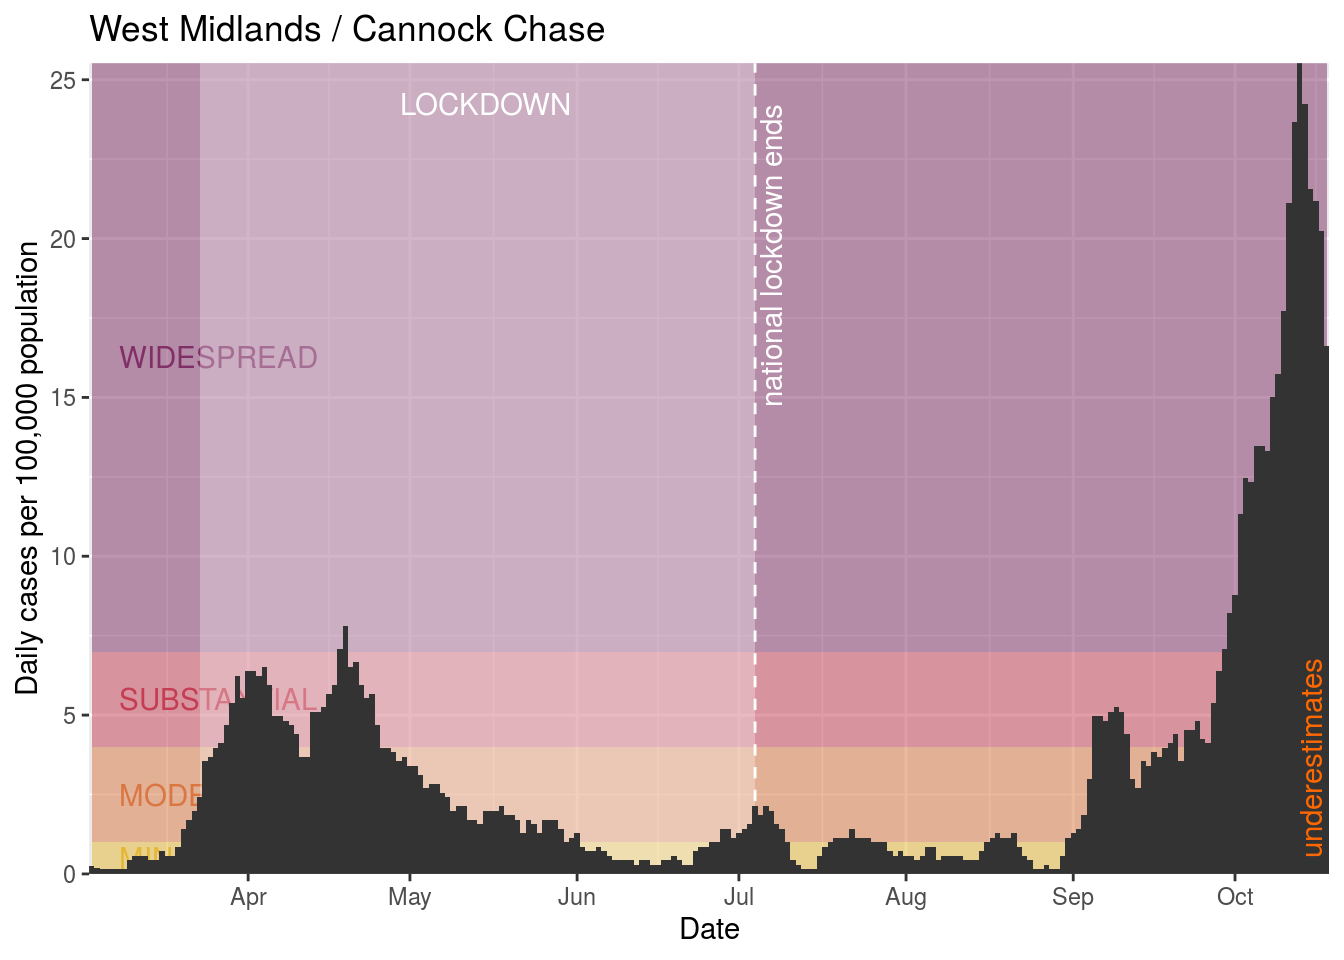 West Midlands / Cannock Chase
Daily cases per 100,000 population
25
20
15
10
5
0
LOCKDOWN
national lockdown ends
WIDESPREAD
SUBSTANTIAL
underestimates
Apr
May
Jun
Jul
Aug
Sep
Oct
Date